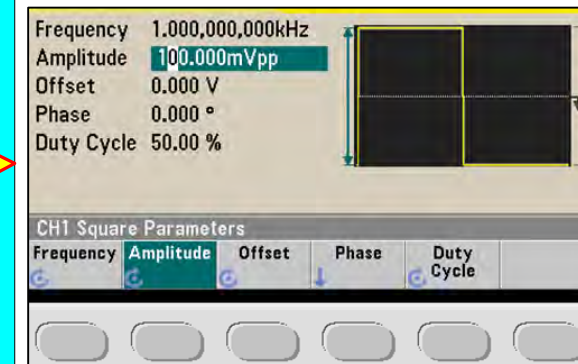 Frequency 1.000,000,000kHz
Amplitude 100.000mVpp
Offset 0.000 V
Phase 0.000 °
Duty Cycle 50.00 %
CH1 Square Parameters
Frequency Amplitude Offset Phase Duty Cycle